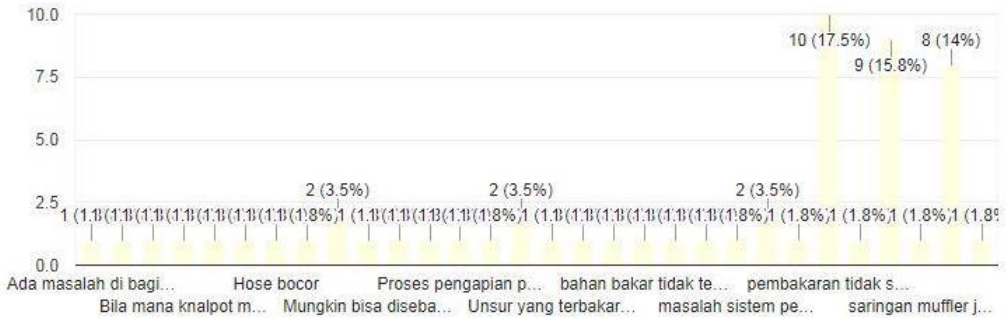 10.0
10 (17.5%)
8 (14%)
9 (15.8%)
7.5
5.0
2 (3.5%)
2 (3.5%)
2 (3.5%)
2.5
0.0
Ada masalah di bagi…
Hose bocor
Proses pengapian p…
bahan bakar tidak te…
pembakaran tidak s…
Bila mana knalpot m…
Mungkin bisa diseba…
Unsur yang terbakar…
masalah sistem pe…
saringan muffler j…